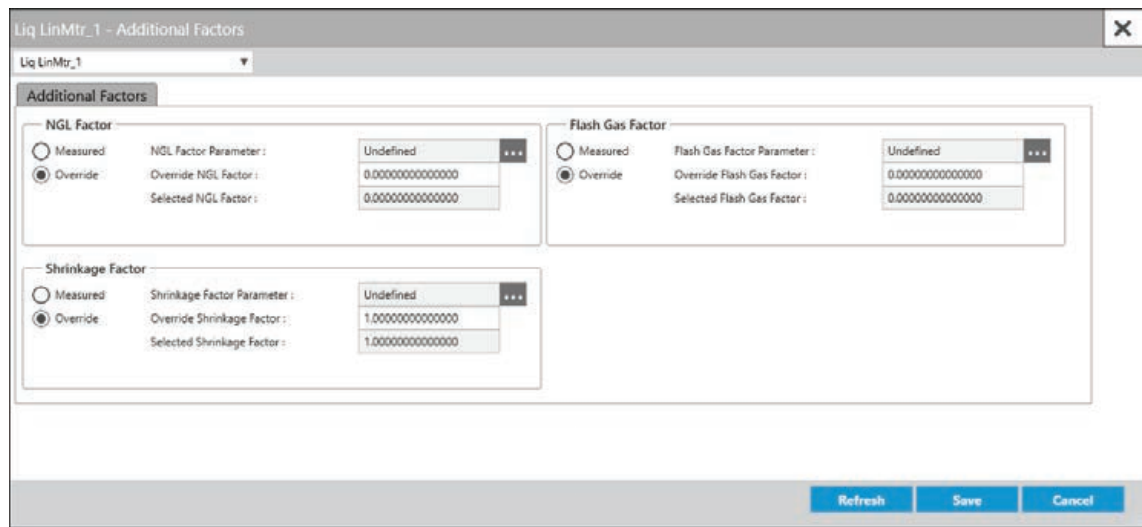 Liq LinMtr_1 - Additional Factors
Liq LinMtr_1
Additional Factors
NGL Factor
Measured
NGL Factor Parameter :
Undefined
...
Override
Override NGL Factor :
0.00000000000000
Selected NGL Factor :
0.00000000000000
Flash Gas Factor
Measured
Flash Gas Factor Parameter :
Undefined
...
Override
Override Flash Gas Factor :
0.00000000000000
Selected Flash Gas Factor :
0.00000000000000
Shrinkage Factor
Measured
Shrinkage Factor Parameter :
Undefined
...
Override
Override Shrinkage Factor :
1.00000000000000
Selected Shrinkage Factor :
1.00000000000000
Refresh
Save
Cancel